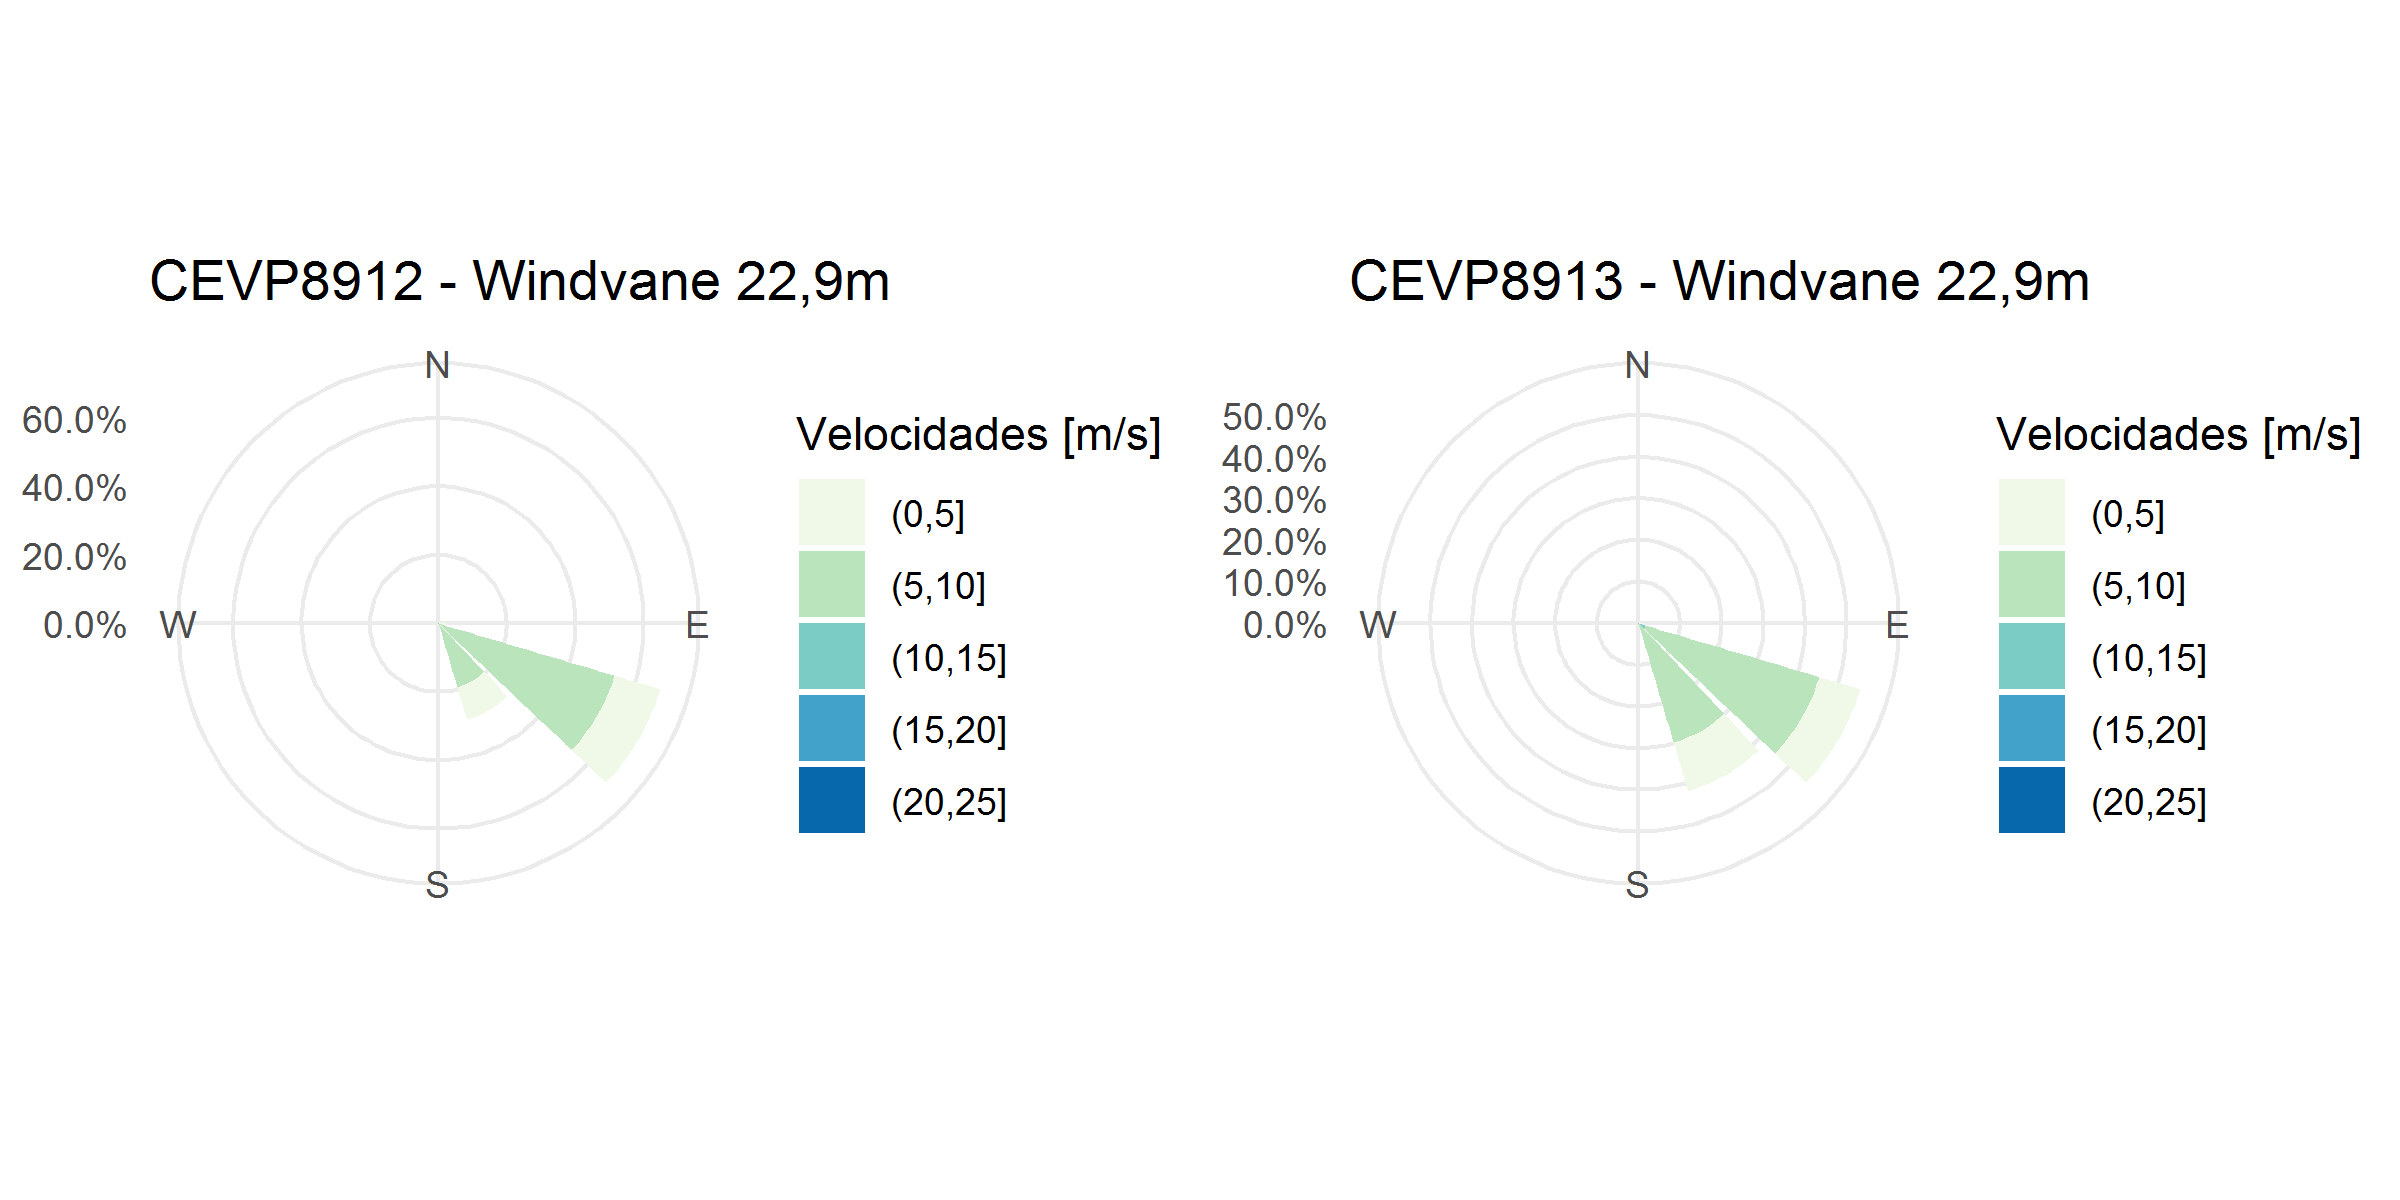 CEVP8912 - Windvane 22,9m
N
60.0%
40.0%
20.0%
0.0%
W
E
S
Velocidades [m/s]
(0,5]
(5,10]
(10,15]
(15,20]
(20,25]
CEVP8913 - Windvane 22,9m
N
50.0%
40.0%
30.0%
20.0%
10.0%
0.0%
W
E
S
Velocidades [m/s]
(0,5]
(5,10]
(10,15]
(15,20]
(20,25]